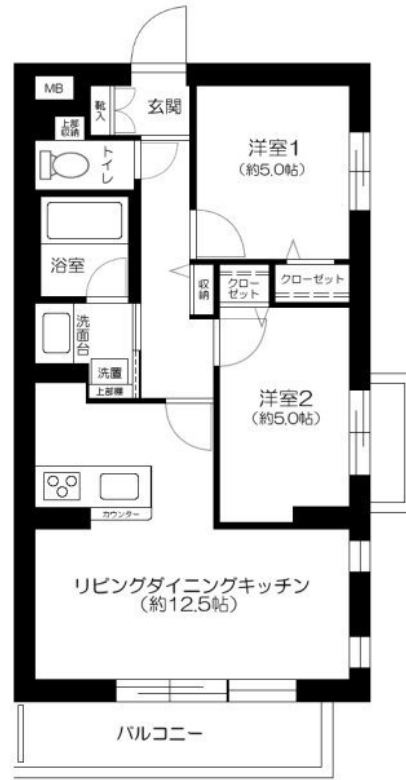 MB
靴入
玄関
上部
収納
トイレ
洋室1
(約5.0帖)
浴室
収納
クロー
ゼット
クローゼット
洗面台
洗置
上部棚
洋室2
(約5.0帖)
カウンター
リビングダイニングキッチン
(約12.5帖)
バルコニー